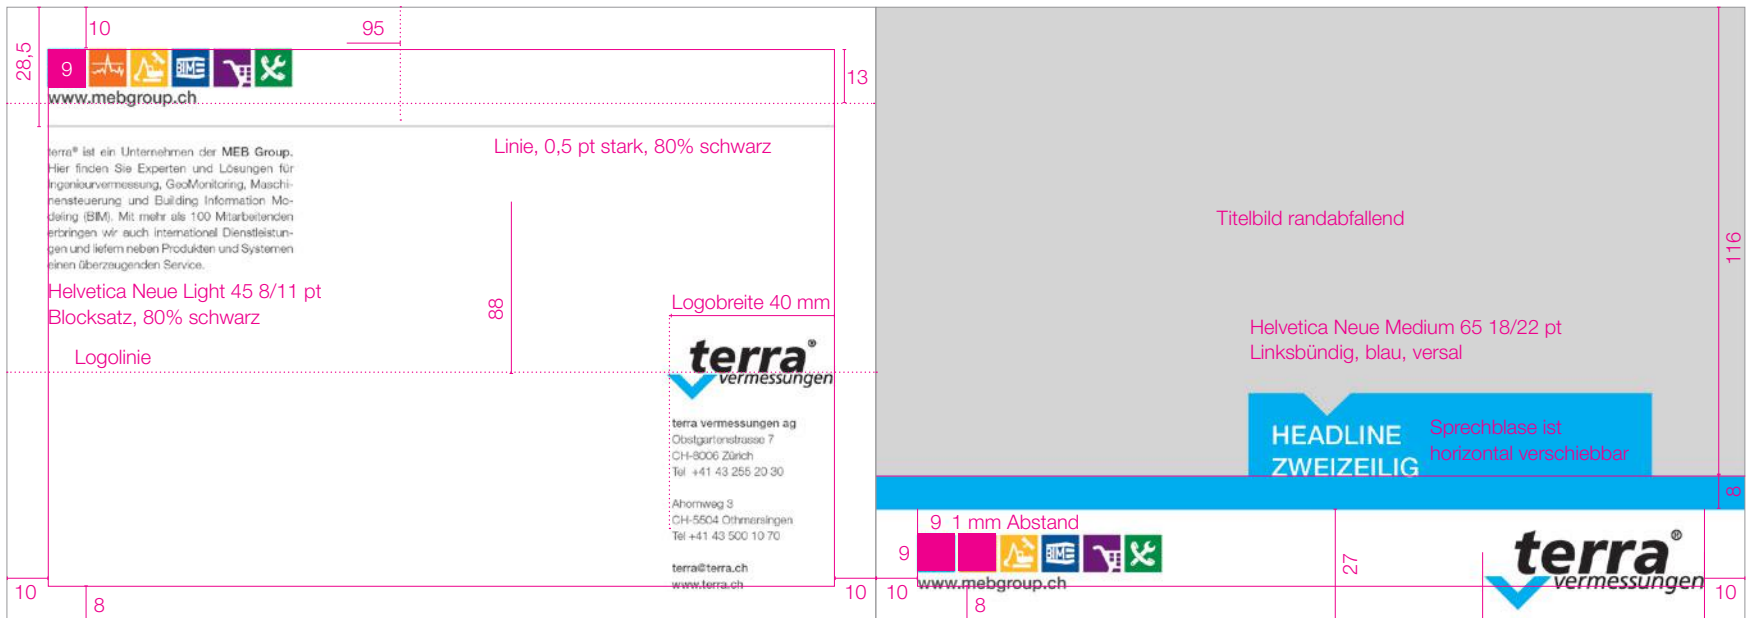 10
95
28,5
9
BIM
13
www.mebgroup.ch
Linie, 0,5 pt stark, 80% schwarz
terra® ist ein Unternehmen der MEB Group.
Hier finden Sie Experten und Lösungen für
Ingenieurvermessung, GeoMonitoring, Maschi-
nensteuerung und Building Information Mo-
deling (BIM). Mit mehr als 100 Mitarbeitenden
erbringen wir auch international Dienstleistun-
gen und liefern neben Produkten und Systemen
einen überzeugenden Service.
Helvetica Neue Light 45 8/11 pt
Blocksatz, 80% schwarz
88
Logobreite 40 mm
Logolinie
terra®
vermessungen
terra vermessungen ag
Obstgartenstrasse 7
CH-8006 Zürich
Tel +41 43 255 20 30
Ahornweg 3
CH-5504 Othmarsingen
Tel +41 43 500 10 70
terra@terra.ch
www.terra.ch
10
8
10
Titelbild randabfallend
116
Helvetica Neue Medium 65 18/22 pt
Linksbündig, blau, versal
HEADLINE
ZWEIZEILIG
Sprechblase ist
horizontal verschiebbar
8
9 1 mm Abstand
9
BIM
www.mebgroup.ch
27
terra®
vermessungen
10
8
10